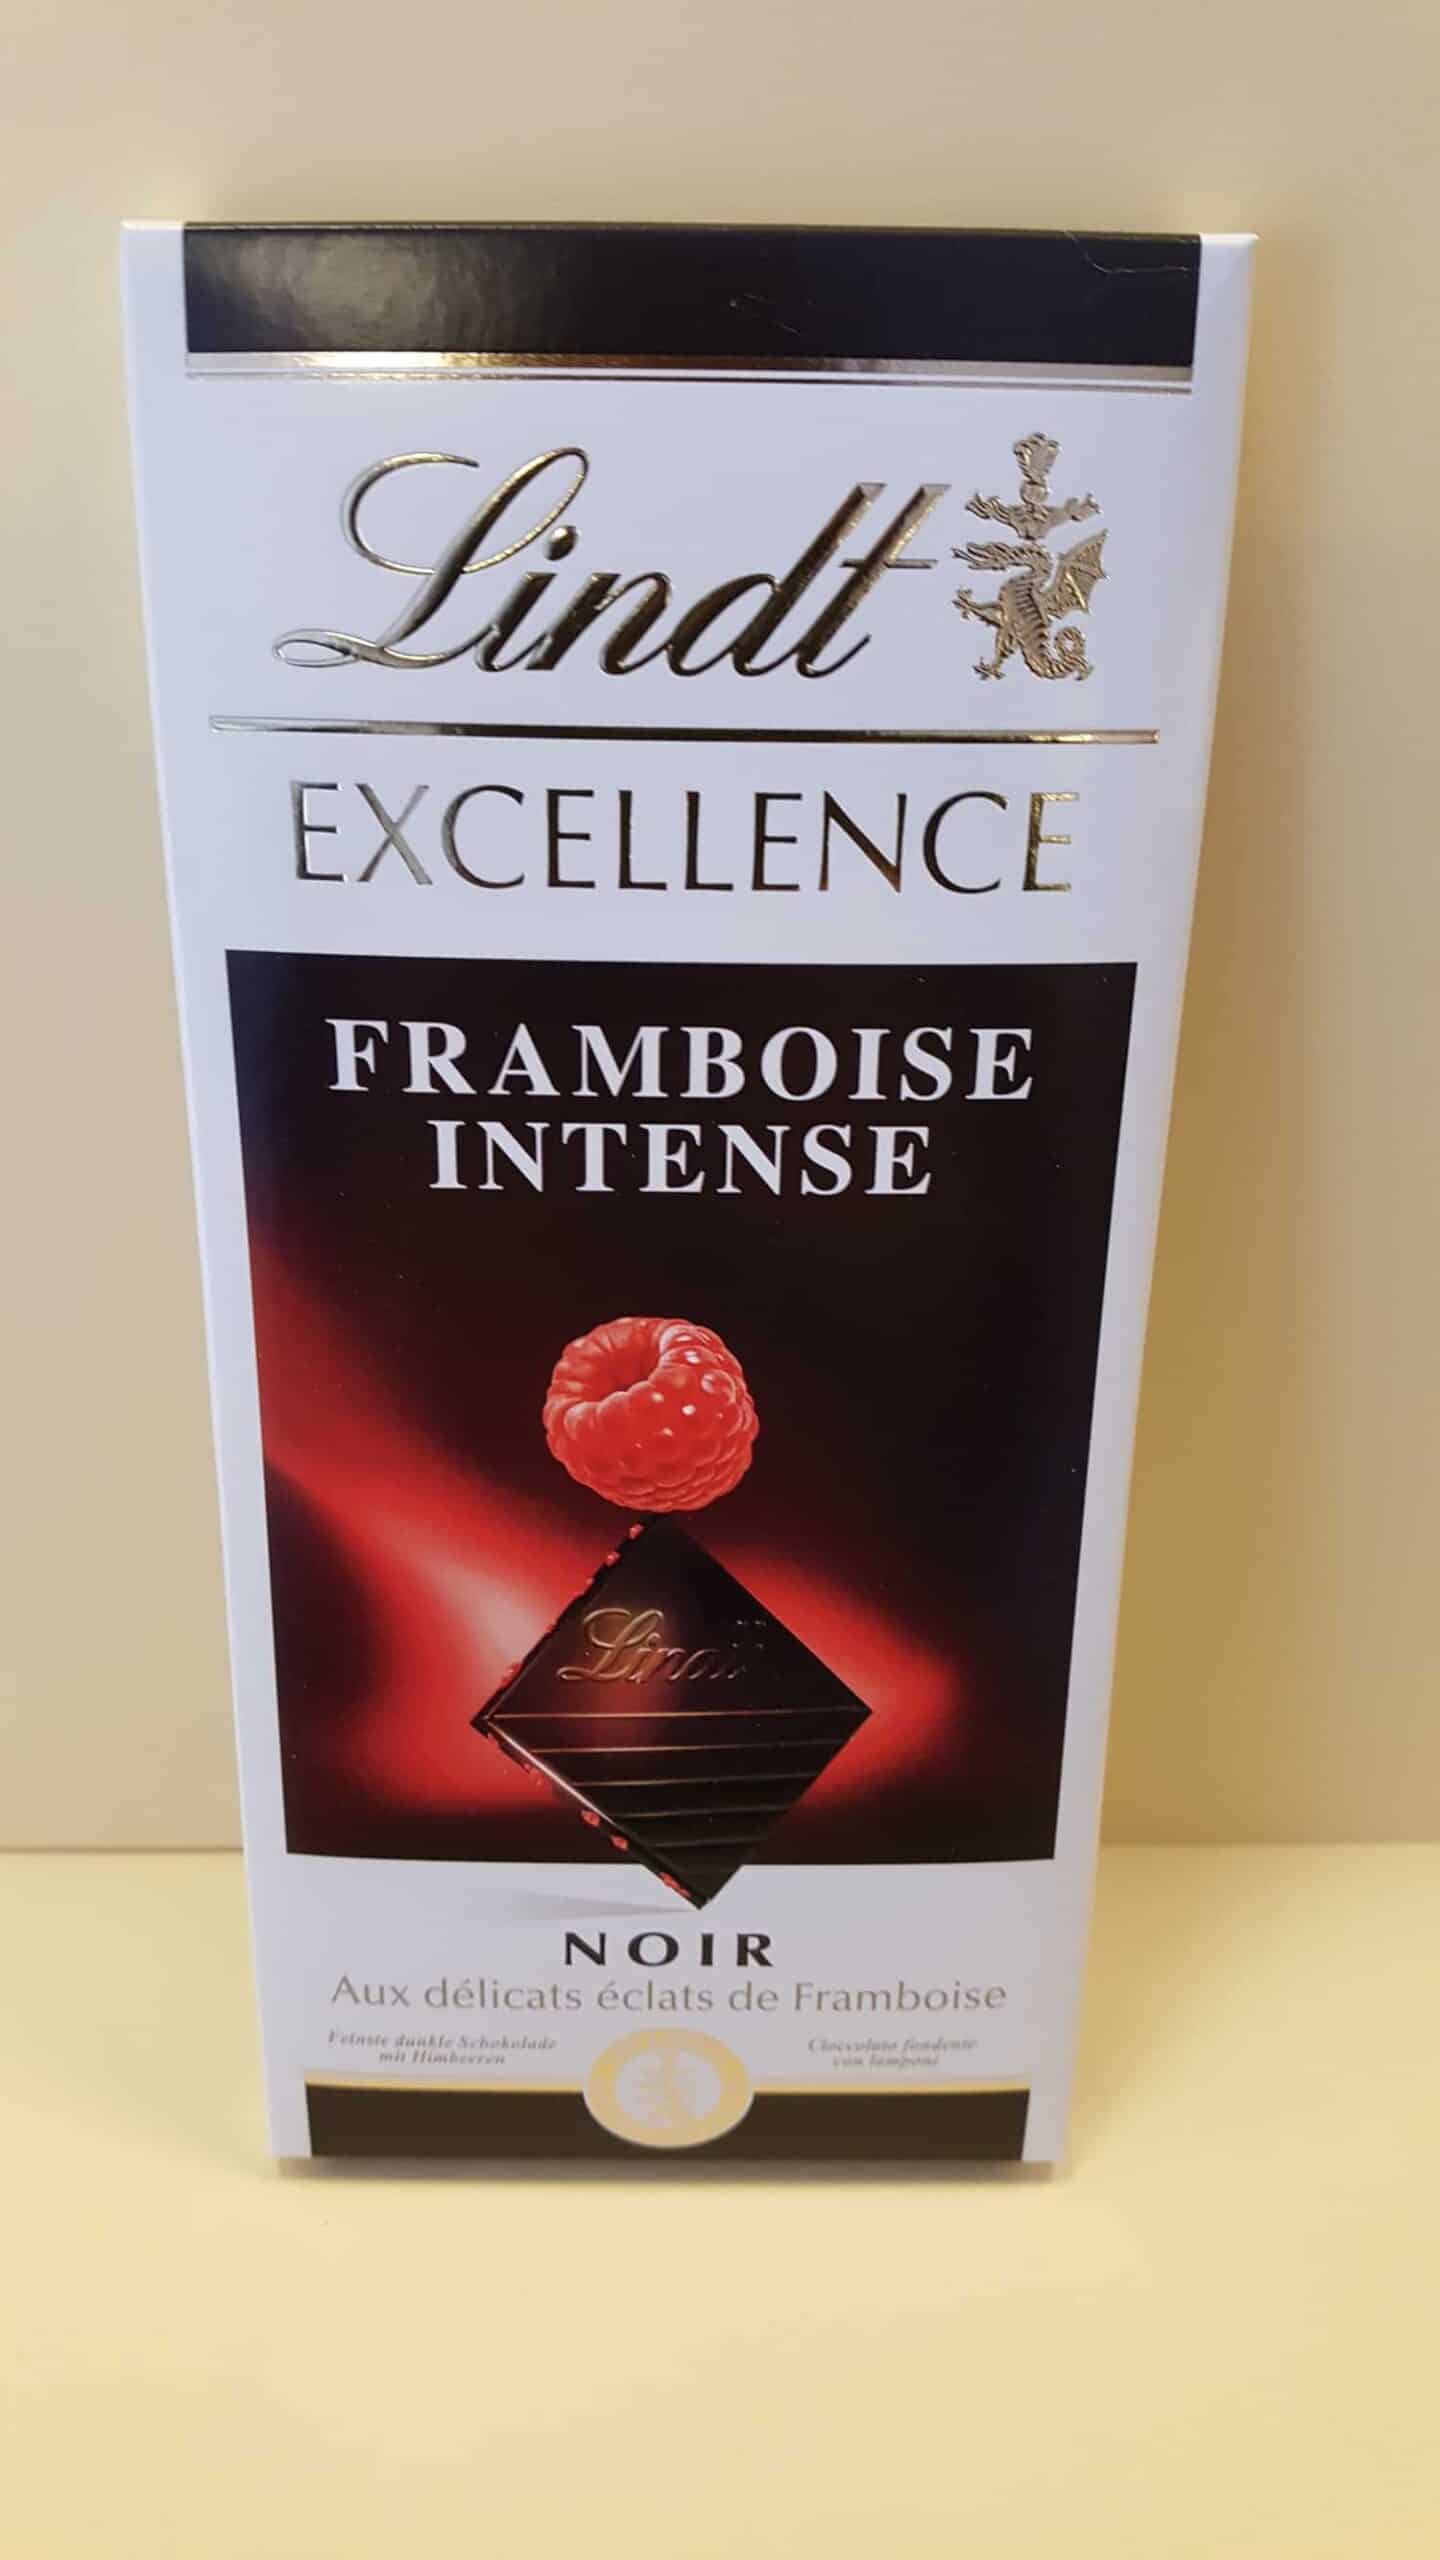 Lindt
EXCELLENCE
FRAMBOISE
INTENSE
Lindt
NOIR
Aux délicats éclats de Framboise
Feinste dunkle Schokolade
mit Himbeeren
Cioccolato fondente
con lamponi